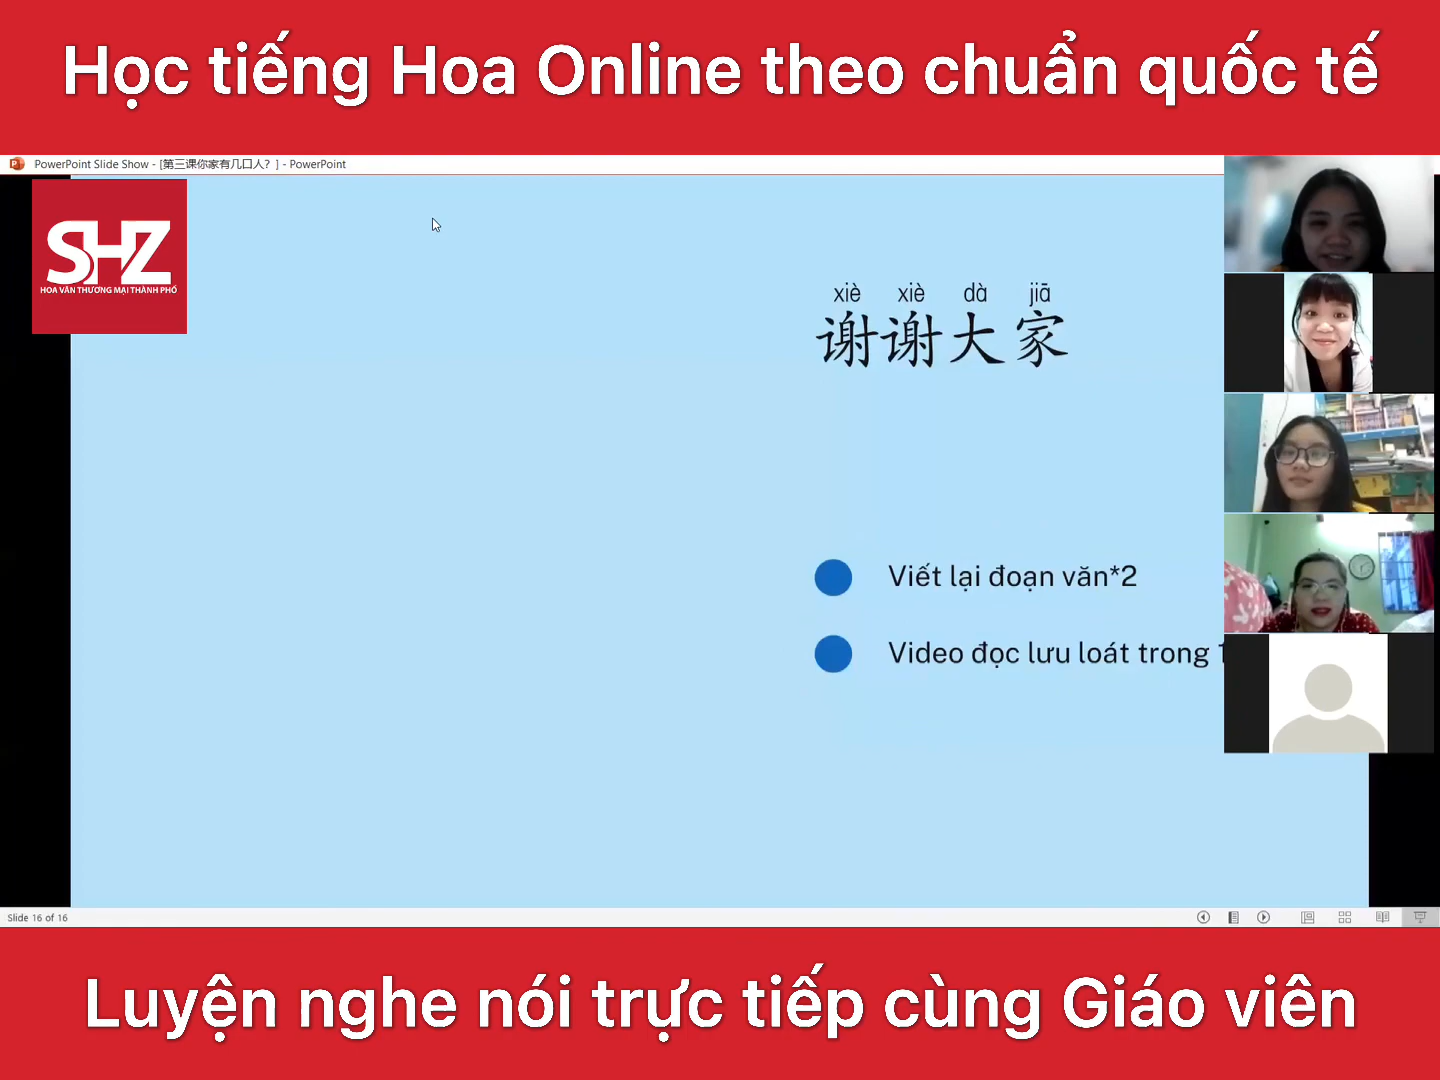 Học tiếng Hoa Online theo chuẩn quốc tế
PowerPoint Slide Show - [第三课你家有几口人？] - PowerPoint
SHZ
HOA VĂN THƯƠNG MẠI THÀNH PHỐ
xiè xiè dà jiā
谢谢大家
Viết lại đoạn văn*2
Video đọc lưu loát trong 1
Slide 16 of 16
Luyện nghe nói trực tiếp cùng Giáo viên